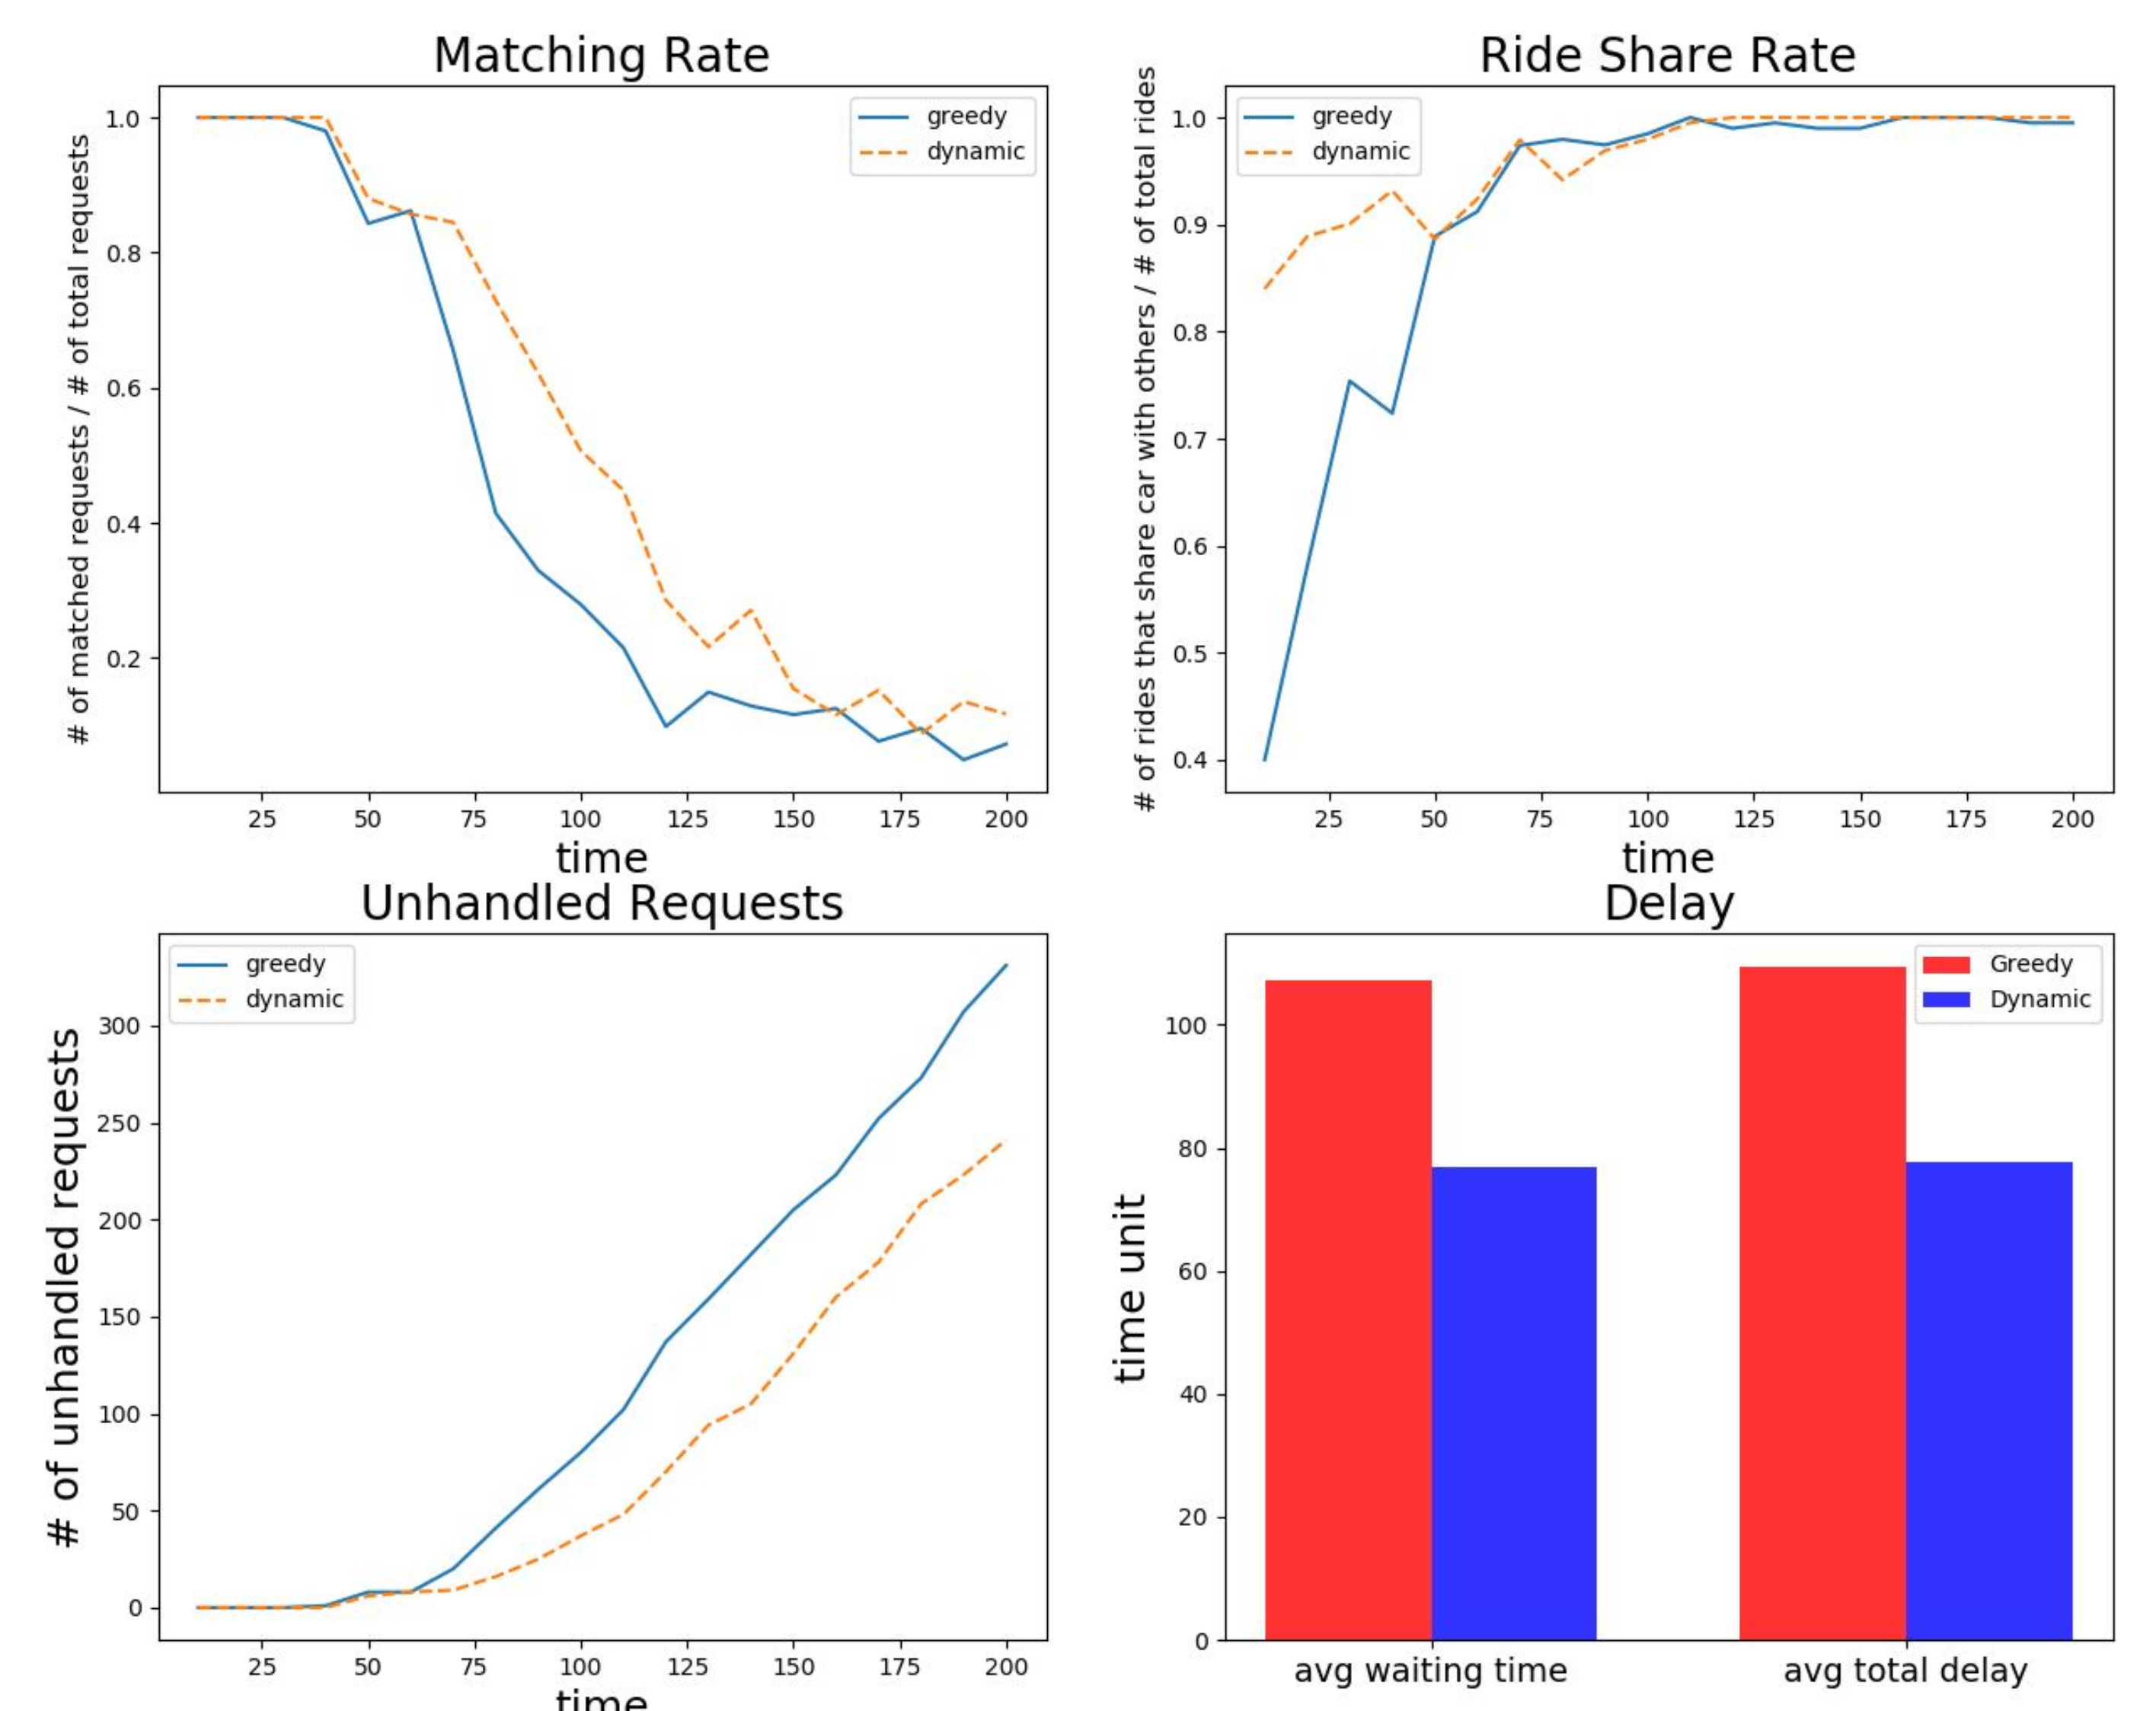 Matching Rate
# of matched requests / # of total requests
1.0
0.8
0.6
0.4
0.2
greedy
dynamic
25 50 75 100 125 150 175 200
time
Ride Share Rate
# of rides that share car with others / # of total rides
1.0
0.9
0.8
0.7
0.6
0.5
0.4
greedy
dynamic
25 50 75 100 125 150 175 200
time
Unhandled Requests
# of unhandled requests
300
250
200
150
100
50
0
greedy
dynamic
25 50 75 100 125 150 175 200
time
Delay
time unit
100
80
60
40
20
0
Greedy
Dynamic
avg waiting time avg total delay